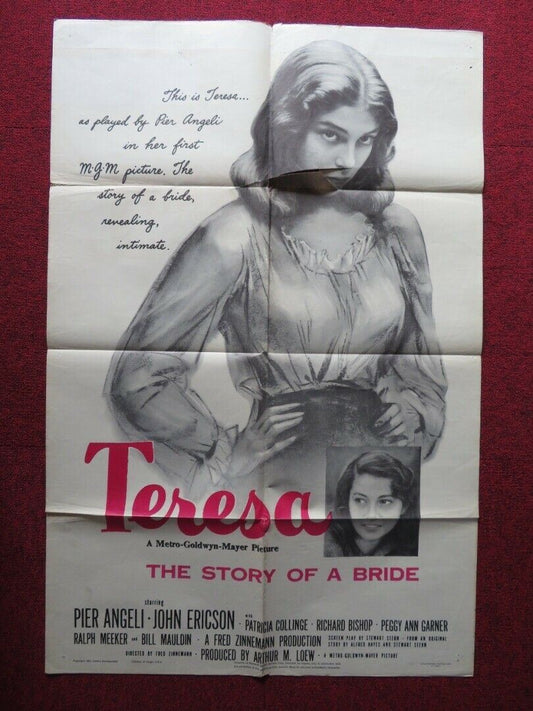 This is Teresa...
as played by Pier Angeli
in her first
M-G-M picture. The
story of a bride,
revealing,
intimate.
Teresa
A Metro-Goldwyn-Mayer Picture
THE STORY OF A BRIDE
starring
PIER ANGELI · JOHN ERICSON · with PATRICIA COLLINGE · RICHARD BISHOP · PEGGY ANN GARNER
RALPH MEEKER and BILL MAULDIN · A FRED ZINNEMANN PRODUCTION SCREEN PLAY BY STEWART STERN · FROM AN ORIGINAL STORY BY ALFRED HAYES AND STEWART STERN
DIRECTED BY FRED ZINNEMANN · PRODUCED BY ARTHUR M. LOEW · A METRO-GOLDWYN-MAYER PICTURE